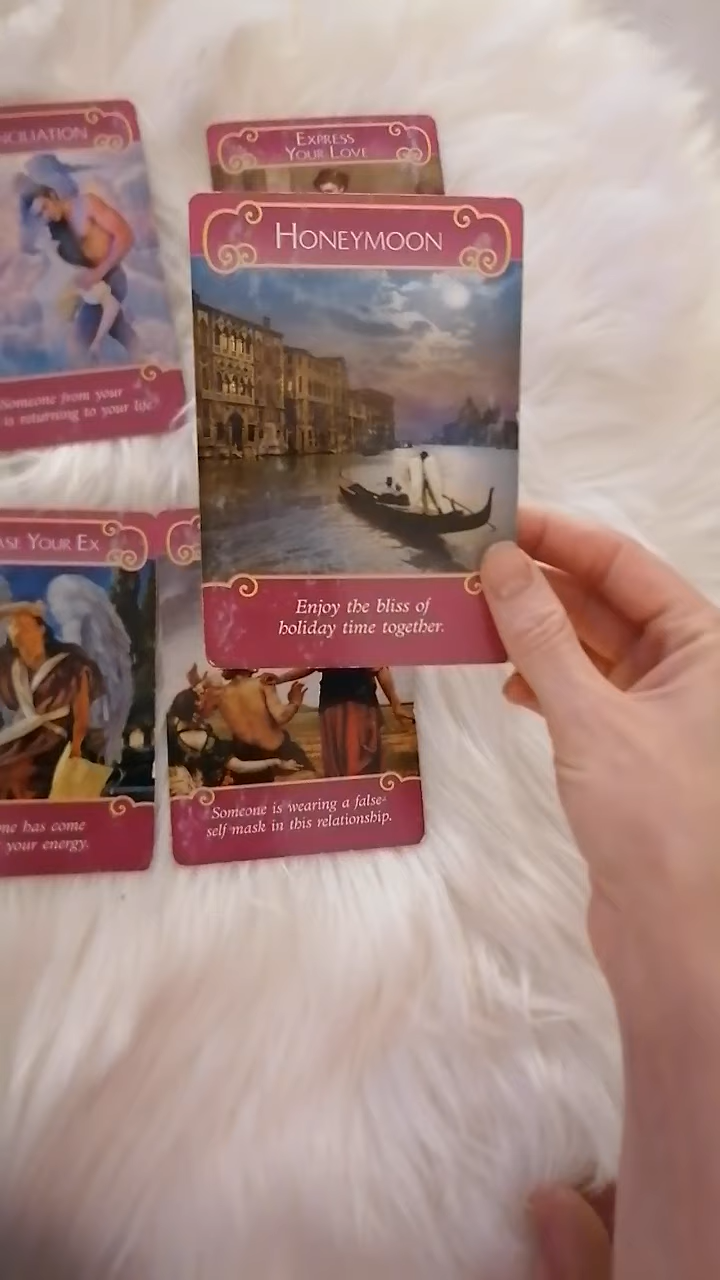 NCILIATION
Someone from your
is returning to your life
EXPRESS
YOUR LOVE
HONEYMOON
Enjoy the bliss of
holiday time together.
ASE YOUR EX
ne has come
your energy.
Someone is wearing a false-
self mask in this relationship.